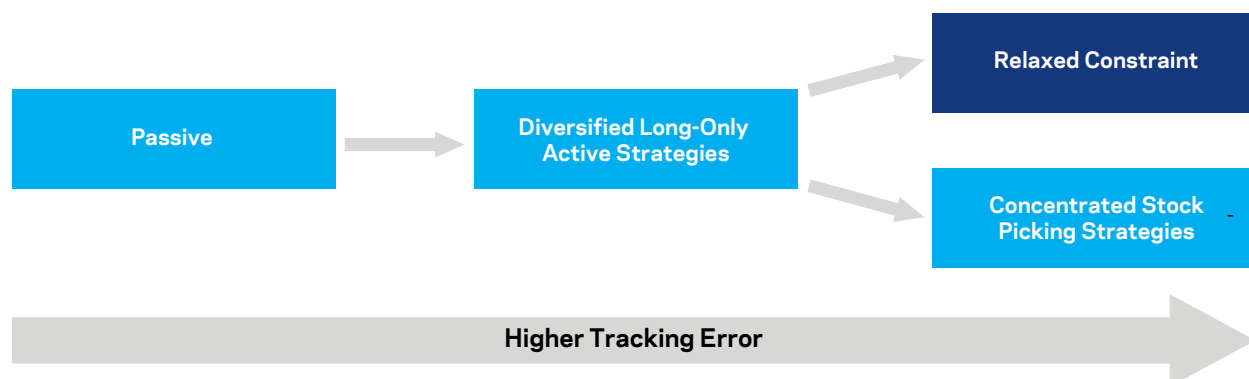 Relaxed Constraint
Passive
Diversified Long-Only
Active Strategies
Concentrated Stock -
Picking Strategies
Higher Tracking Error